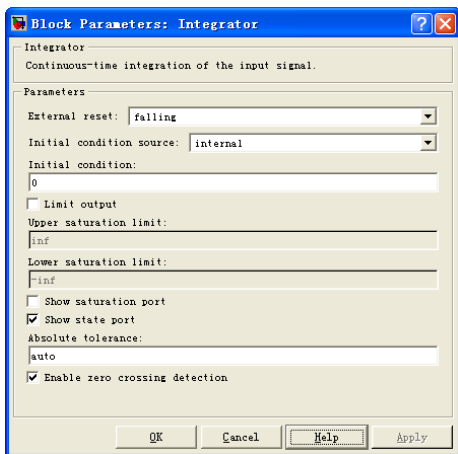 Block Parameters: Integrator
Integrator
Continuous-time integration of the input signal.
Parameters
External reset: falling
Initial condition source: internal
Initial condition:
0
Limit output
Upper saturation limit:
inf
Lower saturation limit:
-inf
Show saturation port
Show state port
Absolute tolerance:
auto
Enable zero crossing detection
OK Cancel Help Apply